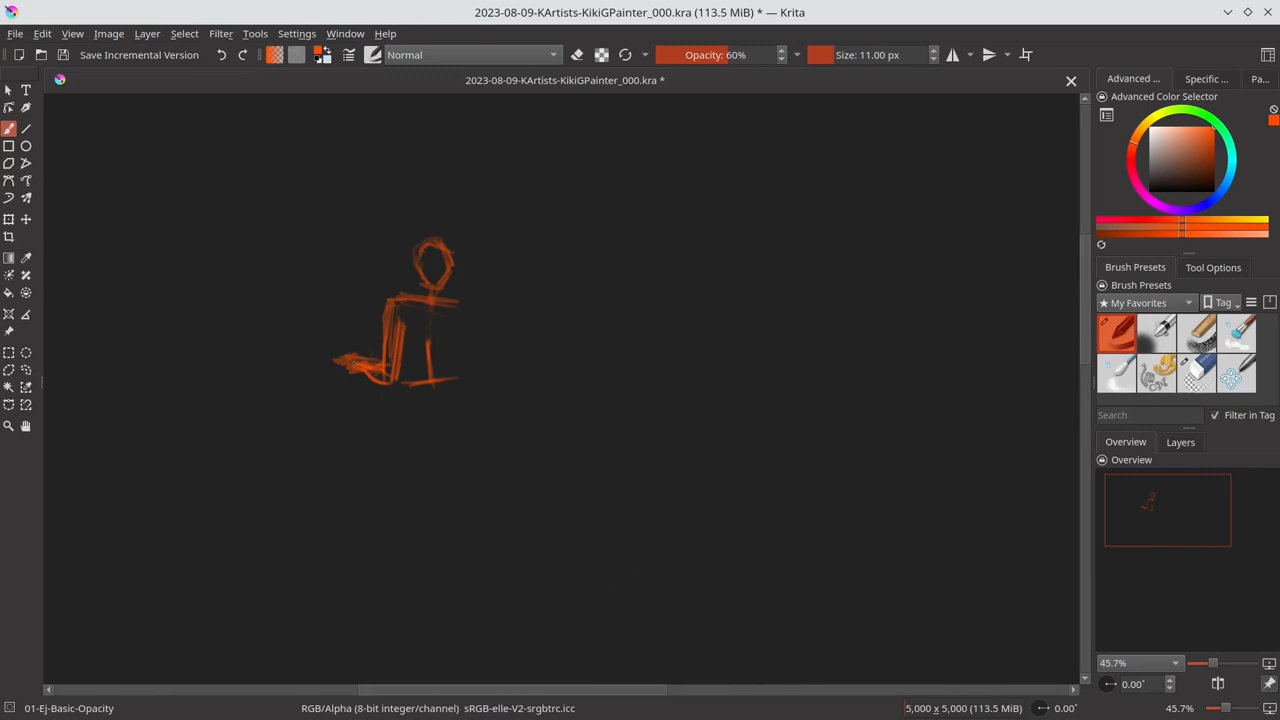 2023-08-09-KArtists-KikiGPainter_000.kra (113.5 MiB) * — Krita
File Edit View Image Layer Select Filter Tools Settings Window Help
Save Incremental Version Normal Opacity: 60% Size: 11.00 px
2023-08-09-KArtists-KikiGPainter_000.kra *
Advanced ... Specific ... Pa...
Advanced Color Selector
Brush Presets Tool Options
Brush Presets
★ My Favorites Tag
Search Filter in Tag
Overview Layers
Overview
45.7%
0.00°
01-Ej-Basic-Opacity RGB/Alpha (8-bit integer/channel) sRGB-elle-V2-srgbtrc.icc 5,000 x 5,000 (113.5 MiB) 0.00° 45.7%